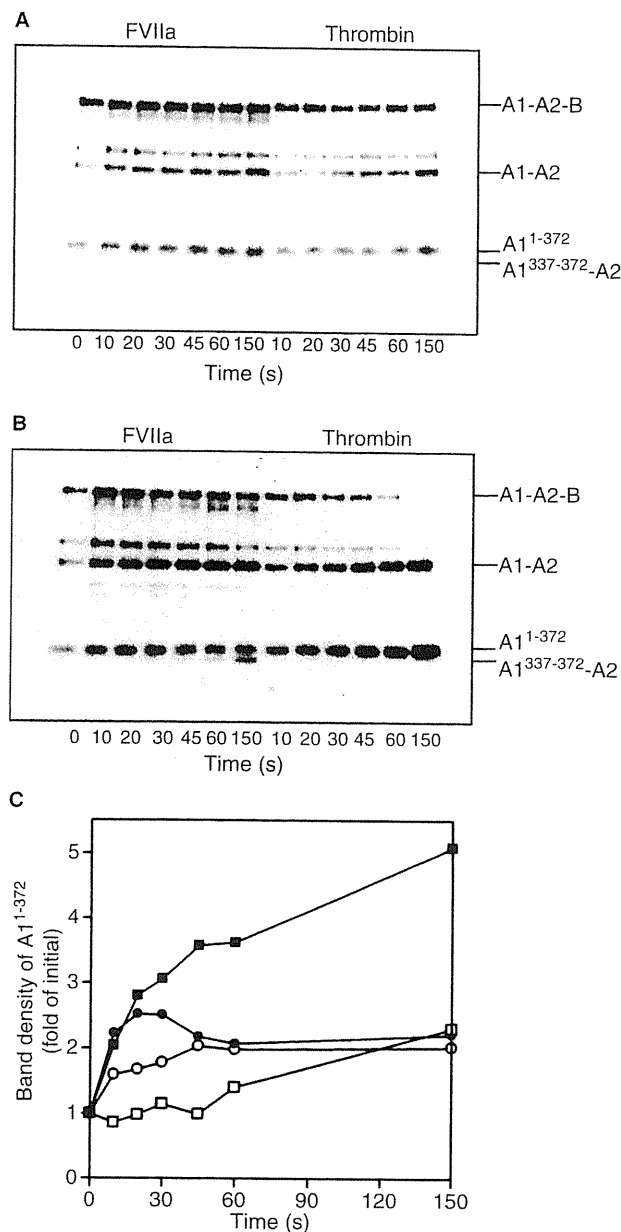 A
FVIIa Thrombin
A1-A2-B
A1-A2
A1^1-372
A1^337-372-A2
0 10 20 30 45 60 150 10 20 30 45 60 150
Time (s)
B
FVIIa Thrombin
A1-A2-B
A1-A2
A1^1-372
A1^337-372-A2
0 10 20 30 45 60 150 10 20 30 45 60 150
Time (s)
C
Band density of A1^1-372
(fold of initial)
5
4
3
2
1
0
0 30 60 90 120 150
Time (s)